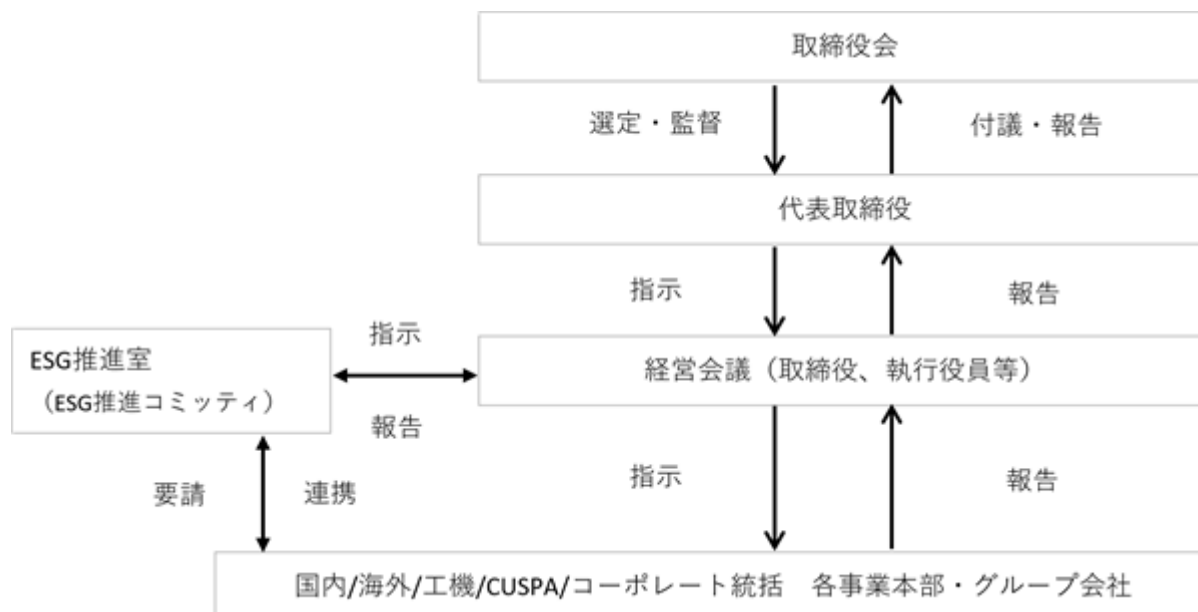 取締役会
選定・監督
付議・報告
代表取締役
指示
報告
指示
ESG推進室
（ESG推進コミッティ）
経営会議（取締役、執行役員等）
報告
指示
報告
要請
連携
国内/海外/工機/CUSPA/コーポレート統括　各事業本部・グループ会社